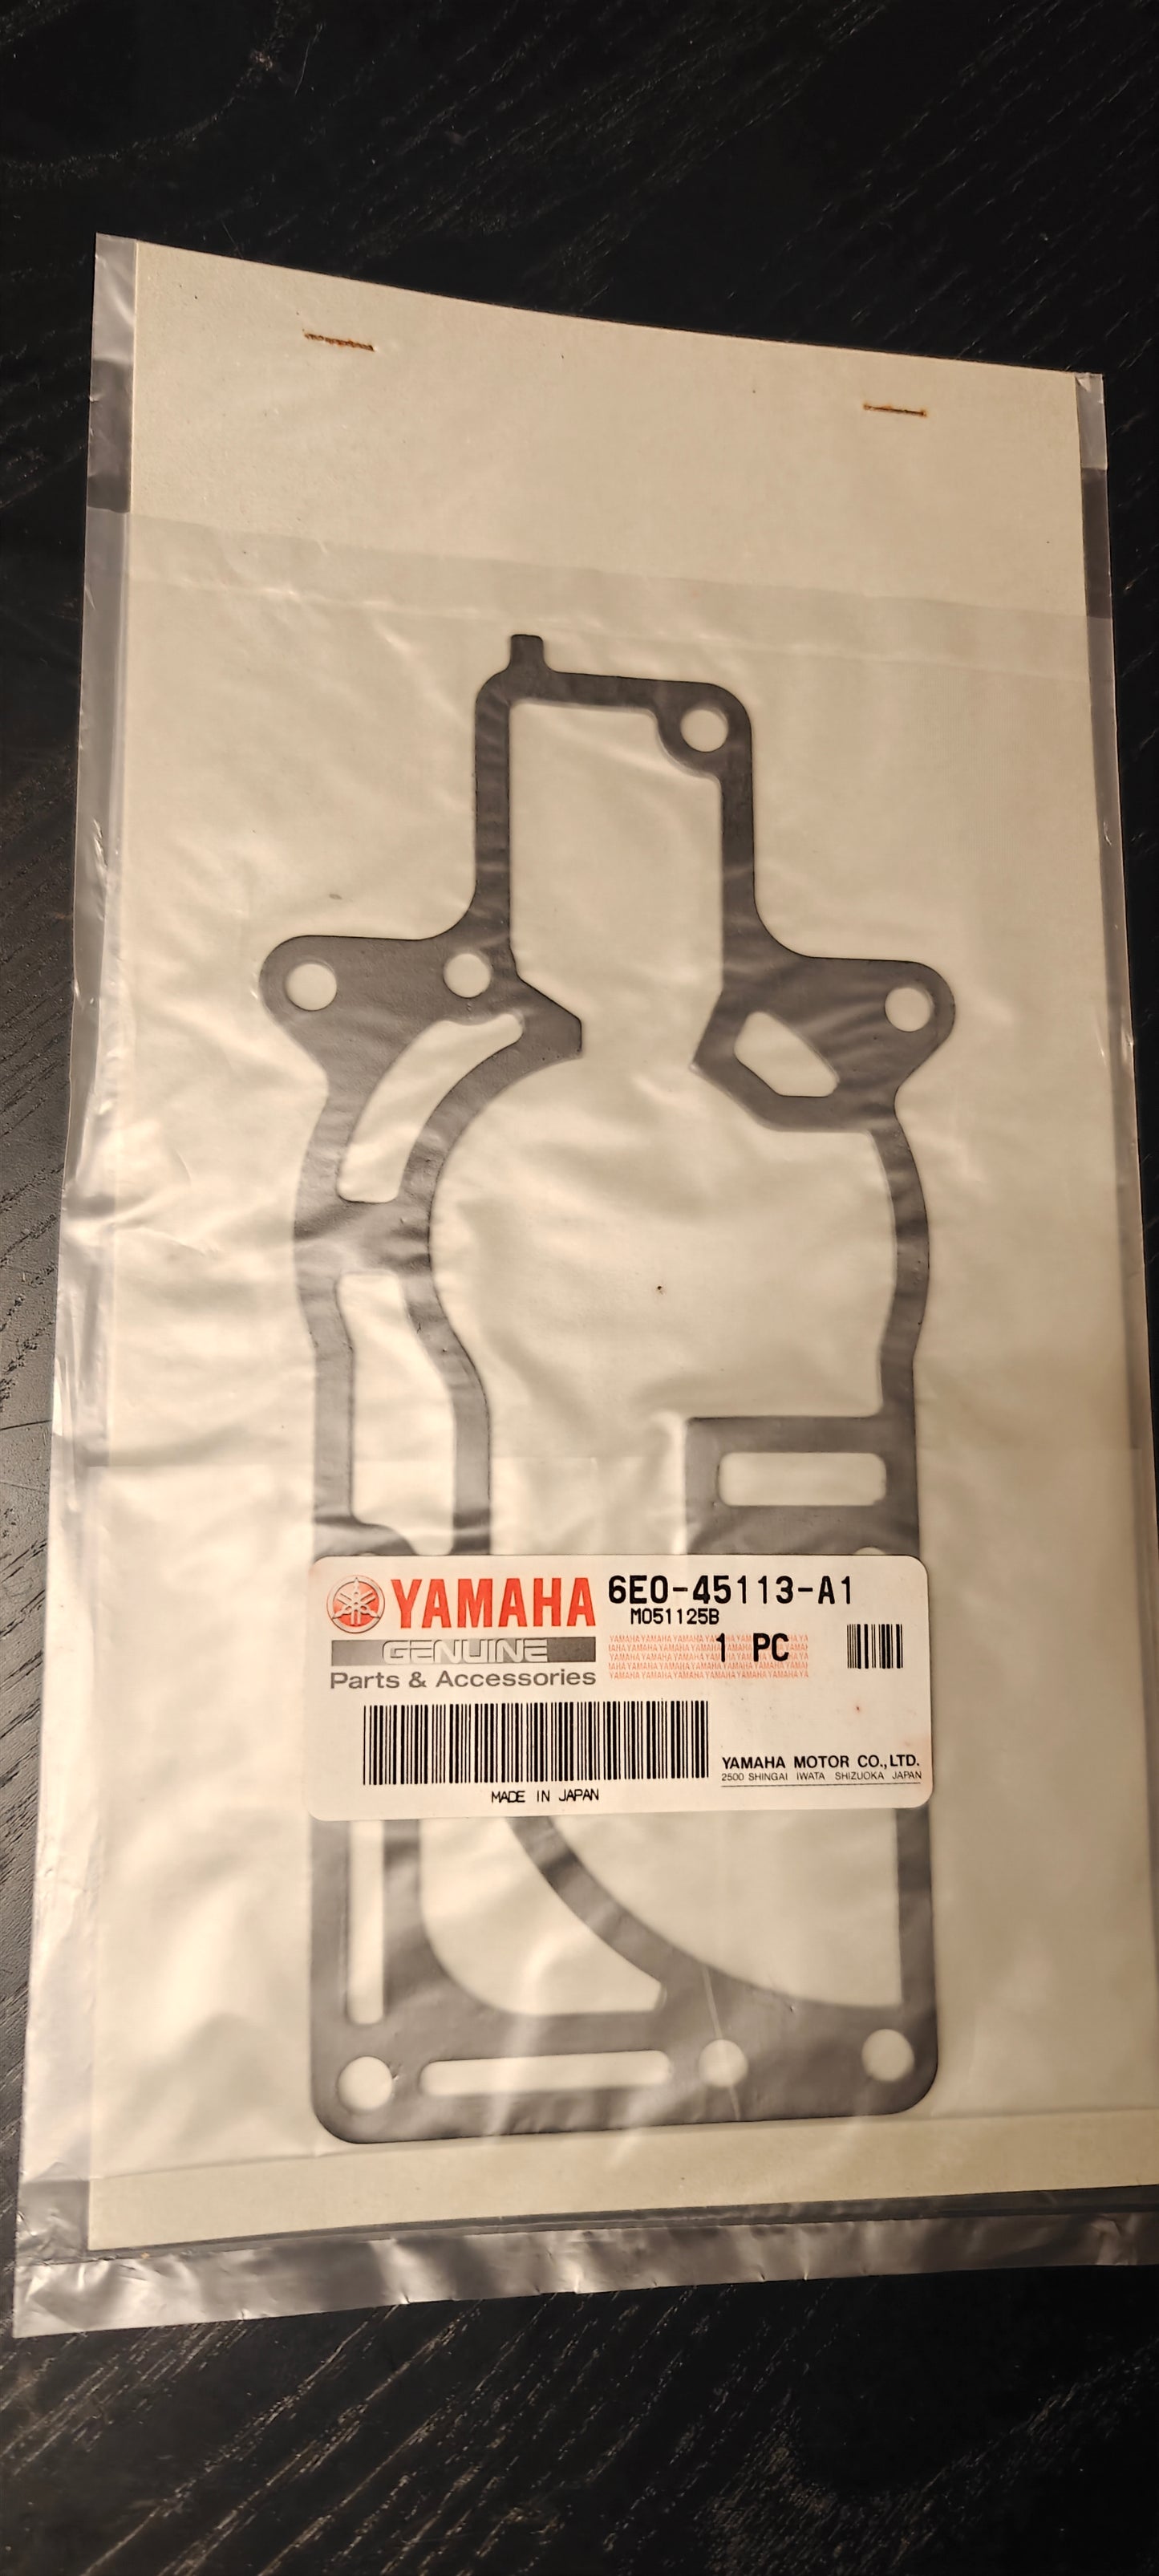 YAMAHA 6E0-45113-A1
M051125B
GENUINE
1 PC
Parts & Accessories
YAMAHA MOTOR CO.,LTD.
2500 SHINGAI IWATA SHIZUOKA JAPAN
MADE IN JAPAN